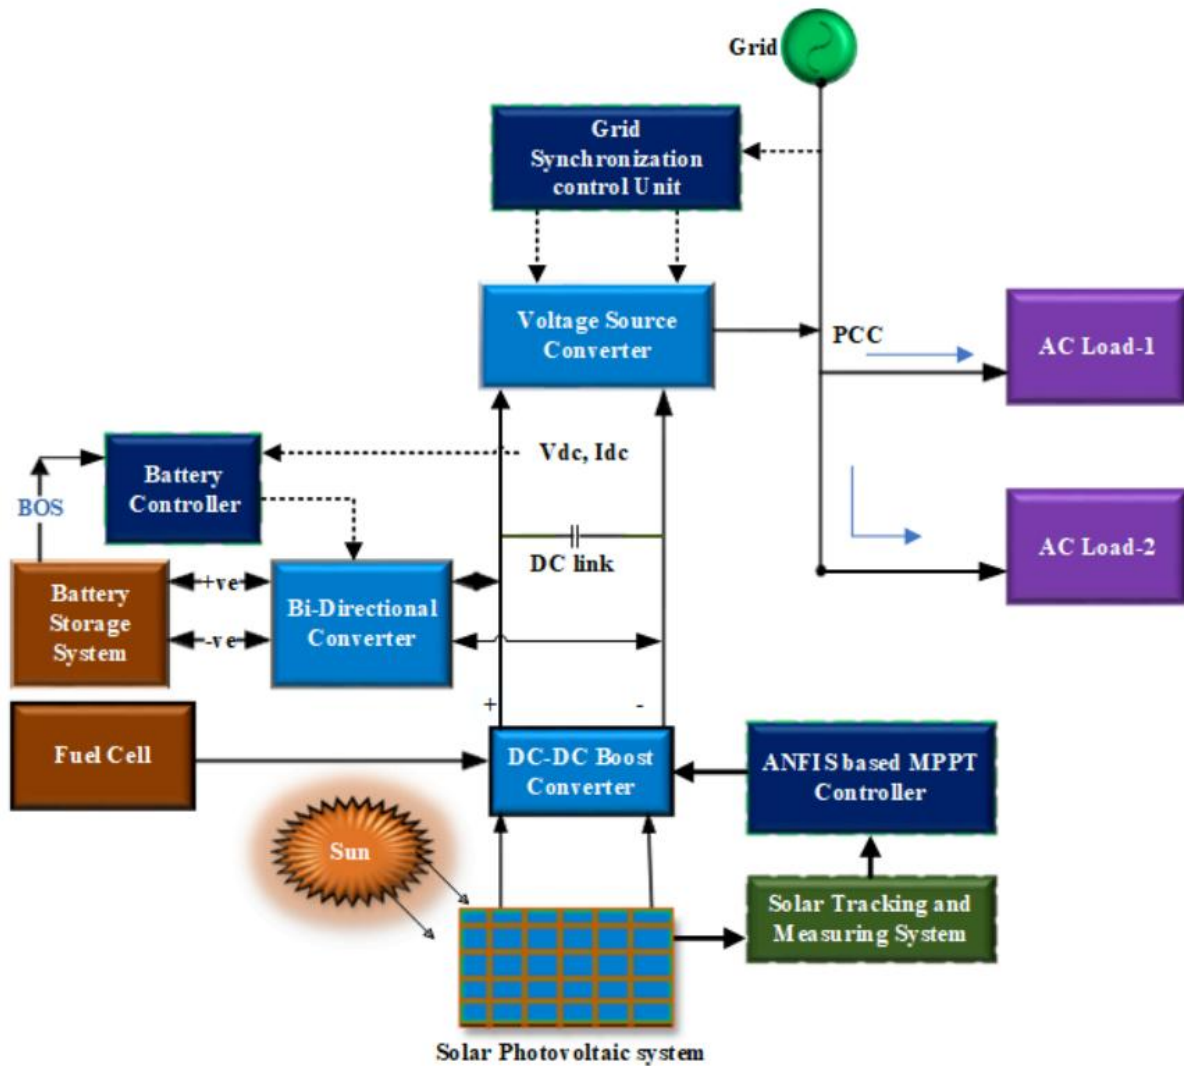 Grid
Grid
Synchronization
control Unit
Voltage Source
Converter
PCC
AC Load-1
Battery
Controller
Vdc, Idc
BOS
DC link
AC Load-2
Battery
Storage
System
+ve
-ve
Bi-Directional
Converter
+
-
Fuel Cell
DC-DC Boost
Converter
ANFIS based MPPT
Controller
Sun
Solar Tracking and
Measuring System
Solar Photovoltaic system